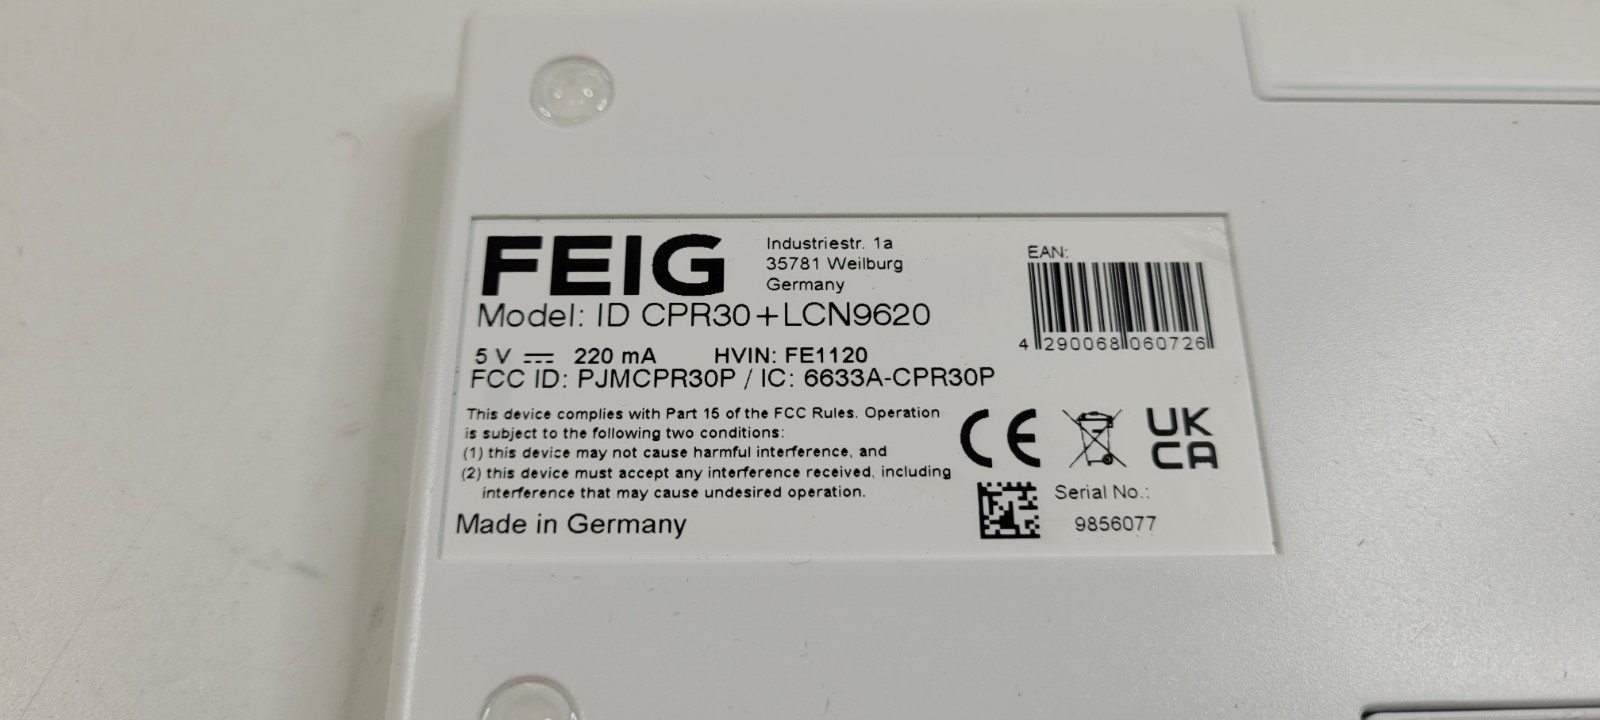 FEIG
Industriestr. 1a
35781 Weilburg
Germany
EAN:
4 290068 060726
Model: ID CPR30+LCN9620
5 V ⎓ 220 mA HVIN: FE1120
FCC ID: PJMCPR30P / IC: 6633A-CPR30P
This device complies with Part 15 of the FCC Rules. Operation
is subject to the following two conditions:
(1) this device may not cause harmful interference, and
(2) this device must accept any interference received, including
interference that may cause undesired operation.
Made in Germany
CE
UK
CA
Serial No.:
9856077